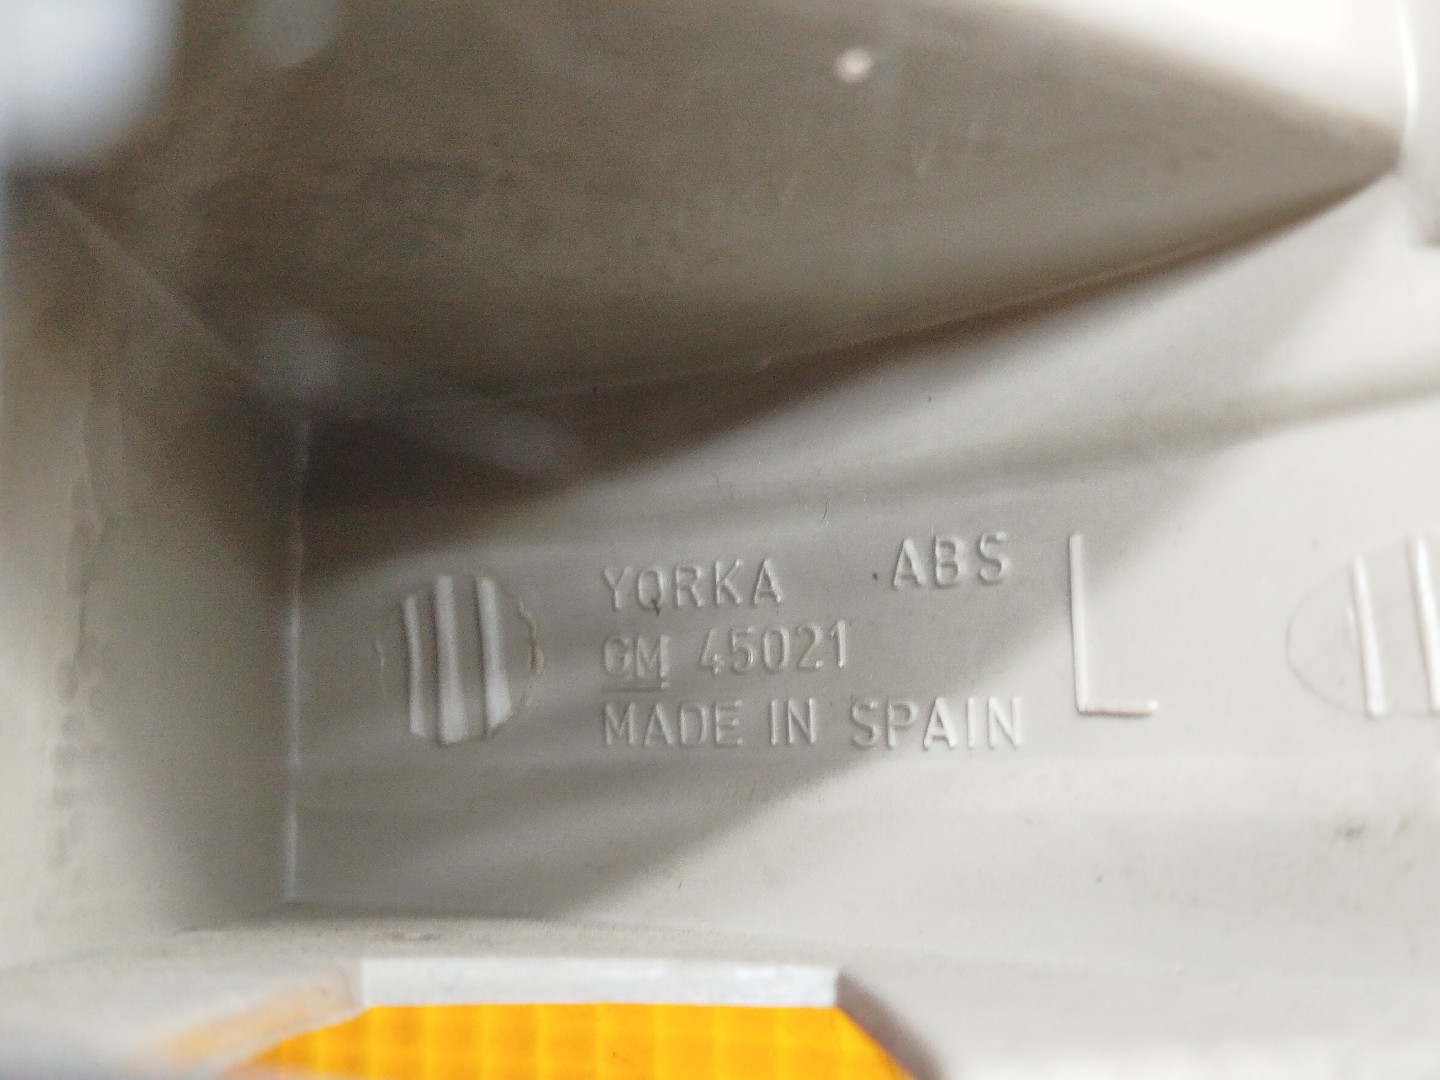 YORKA ABS L
GM 45021
MADE IN SPAIN